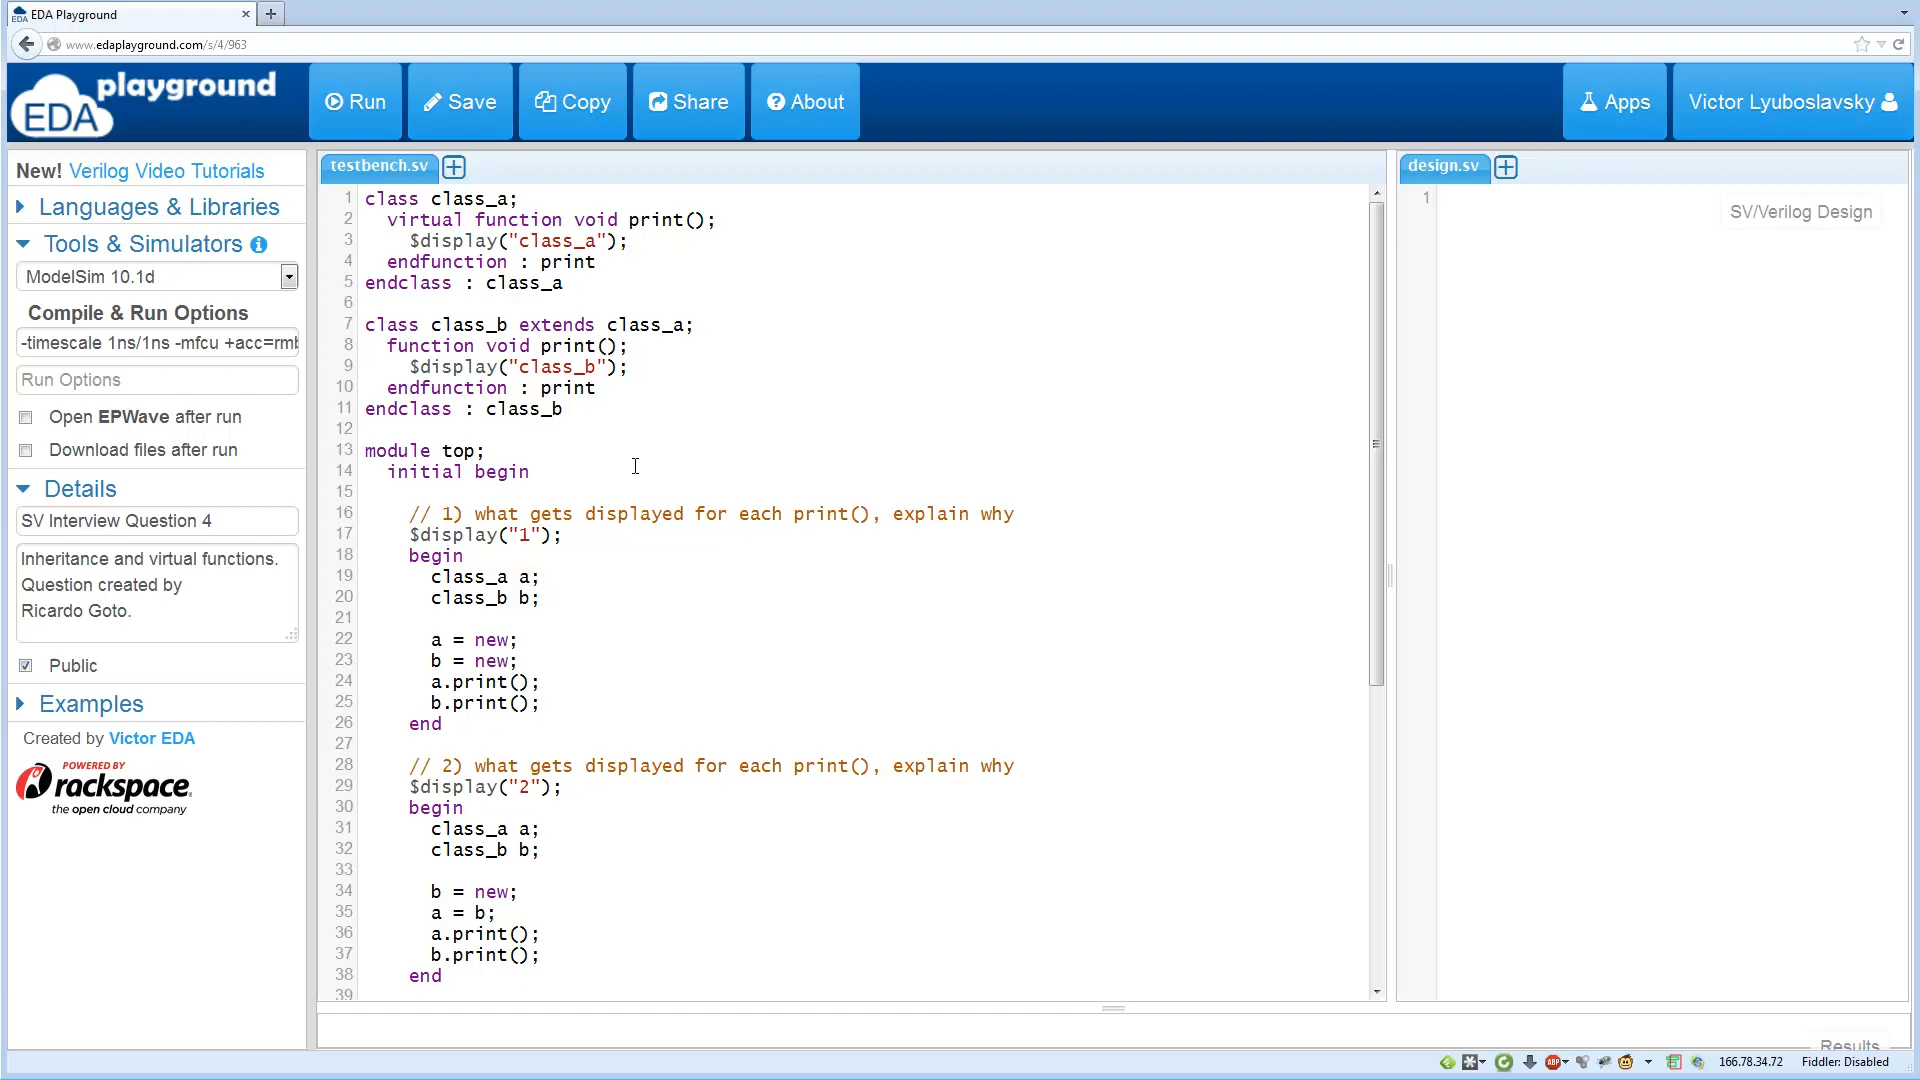 EDA Playground
www.edaplayground.com/s/4/963
EDA playground
Run
Save
Copy
Share
About
Apps
Victor Lyuboslavsky
New! Verilog Video Tutorials
Languages & Libraries
Tools & Simulators
ModelSim 10.1d
Compile & Run Options
-timescale 1ns/1ns -mfcu +acc=rmb
Run Options
Open EPWave after run
Download files after run
Details
SV Interview Question 4
Inheritance and virtual functions.
Question created by
Ricardo Goto.
Public
Examples
Created by Victor EDA
POWERED BY
rackspace.
the open cloud company
testbench.sv
1 class class_a;
2   virtual function void print();
3     $display("class_a");
4   endfunction : print
5 endclass : class_a
6
7 class class_b extends class_a;
8   function void print();
9     $display("class_b");
10   endfunction : print
11 endclass : class_b
12
13 module top;
14   initial begin
15
16     // 1) what gets displayed for each print(), explain why
17     $display("1");
18     begin
19       class_a a;
20       class_b b;
21
22       a = new;
23       b = new;
24       a.print();
25       b.print();
26     end
27
28     // 2) what gets displayed for each print(), explain why
29     $display("2");
30     begin
31       class_a a;
32       class_b b;
33
34       b = new;
35       a = b;
36       a.print();
37       b.print();
38     end
39
design.sv
1
SV/Verilog Design
Results
ABP
166.78.34.72
Fiddler: Disabled